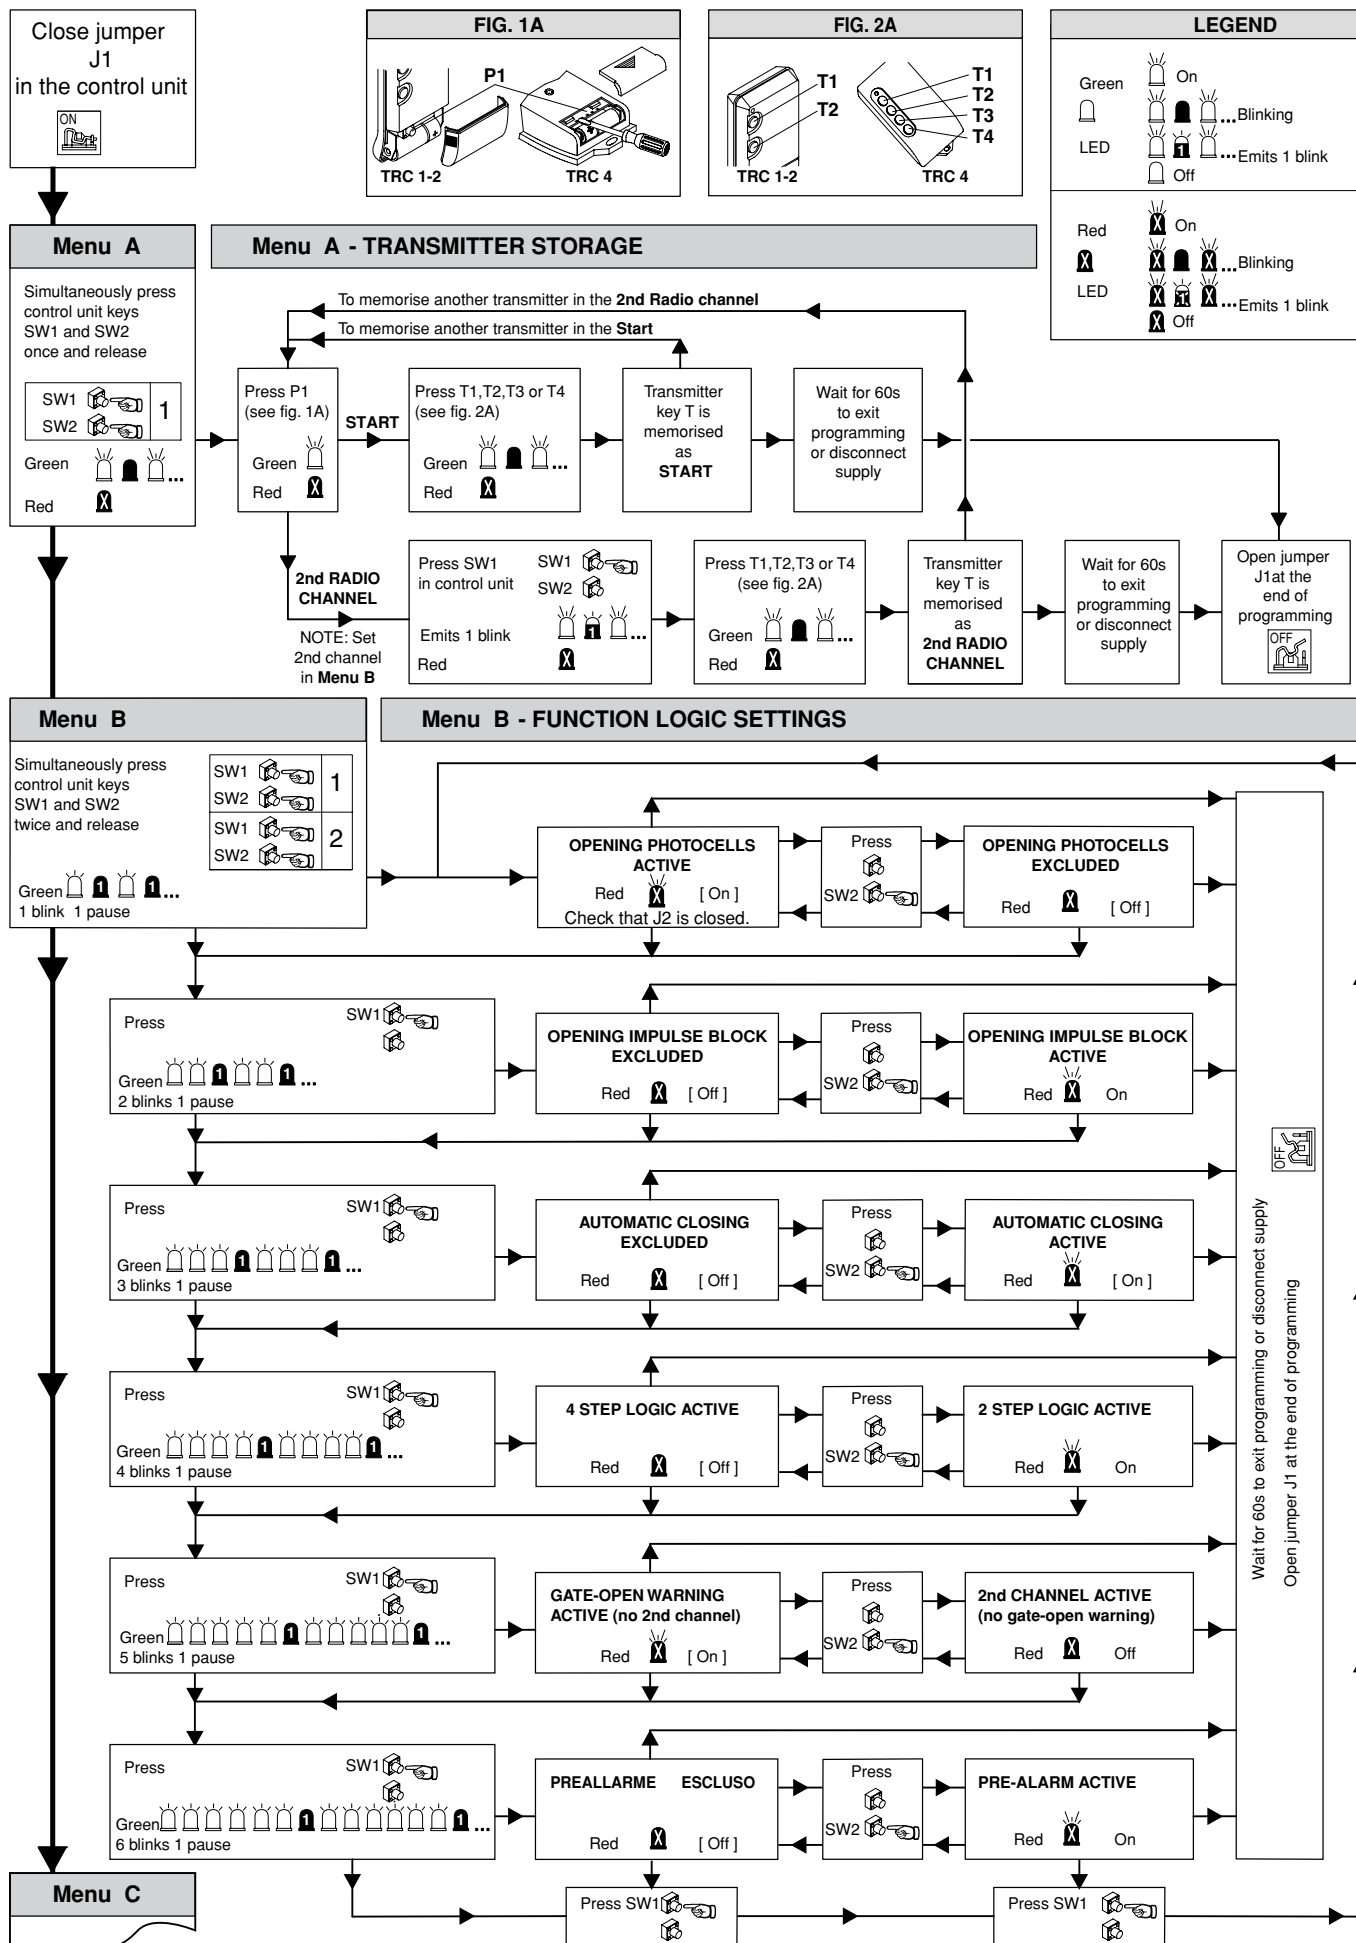 Close jumper
J1
in the control unit
ON
FIG. 1A
P1
TRC 1-2
TRC 4
FIG. 2A
T1
T2
T1
T2
T3
T4
TRC 1-2
TRC 4
LEGEND
Green
LED
On
...Blinking
1
...Emits 1 blink
Off
Red
X
LED
X On
X X ...Blinking
X 1 X ...Emits 1 blink
X Off
Menu A
Simultaneously press
control unit keys
SW1 and SW2
once and release
SW1
SW2
1
Green ...
Red X
Menu A - TRANSMITTER STORAGE
To memorise another transmitter in the 2nd Radio channel
To memorise another transmitter in the Start
Press P1
(see fig. 1A)
Green
Red X
START
Press T1,T2,T3 or T4
(see fig. 2A)
Green ...
Red X
Transmitter
key T is
memorised
as
START
Wait for 60s
to exit
programming
or disconnect
supply
2nd RADIO
CHANNEL
NOTE: Set
2nd channel
in Menu B
Press SW1
in control unit
SW1
SW2
Emits 1 blink 1 ...
Red X
Press T1,T2,T3 or T4
(see fig. 2A)
Green ...
Red X
Transmitter
key T is
memorised
as
2nd RADIO
CHANNEL
Wait for 60s
to exit
programming
or disconnect
supply
Open jumper
J1at the
end of
programming
OFF
Menu B
Simultaneously press
control unit keys
SW1 and SW2
twice and release
SW1
SW2
1
SW1
SW2
2
Green 1 1 ...
1 blink 1 pause
Menu B - FUNCTION LOGIC SETTINGS
OPENING PHOTOCELLS
ACTIVE
Red X [ On ]
Check that J2 is closed.
Press
SW2
OPENING PHOTOCELLS
EXCLUDED
Red X [ Off ]
Press
SW1
Green 1 1 ...
2 blinks 1 pause
OPENING IMPULSE BLOCK
EXCLUDED
Red X [ Off ]
Press
SW2
OPENING IMPULSE BLOCK
ACTIVE
Red X On
Press
SW1
Green 1 1 ...
3 blinks 1 pause
AUTOMATIC CLOSING
EXCLUDED
Red X [ Off ]
Press
SW2
AUTOMATIC CLOSING
ACTIVE
Red X [ On ]
Press
SW1
Green 1 1 ...
4 blinks 1 pause
4 STEP LOGIC ACTIVE
Red X [ Off ]
Press
SW2
2 STEP LOGIC ACTIVE
Red X On
Press
SW1
Green 1 1 ...
5 blinks 1 pause
GATE-OPEN WARNING
ACTIVE (no 2nd channel)
Red X [ On ]
Press
SW2
2nd CHANNEL ACTIVE
(no gate-open warning)
Red X Off
Press
SW1
Green 1 1 ...
6 blinks 1 pause
PREALLARME ESCLUSO
Red X [ Off ]
Press
SW2
PRE-ALARM ACTIVE
Red X On
OFF
Wait for 60s to exit programming or disconnect supply
Open jumper J1 at the end of programming
Menu C
Press SW1
Press SW1